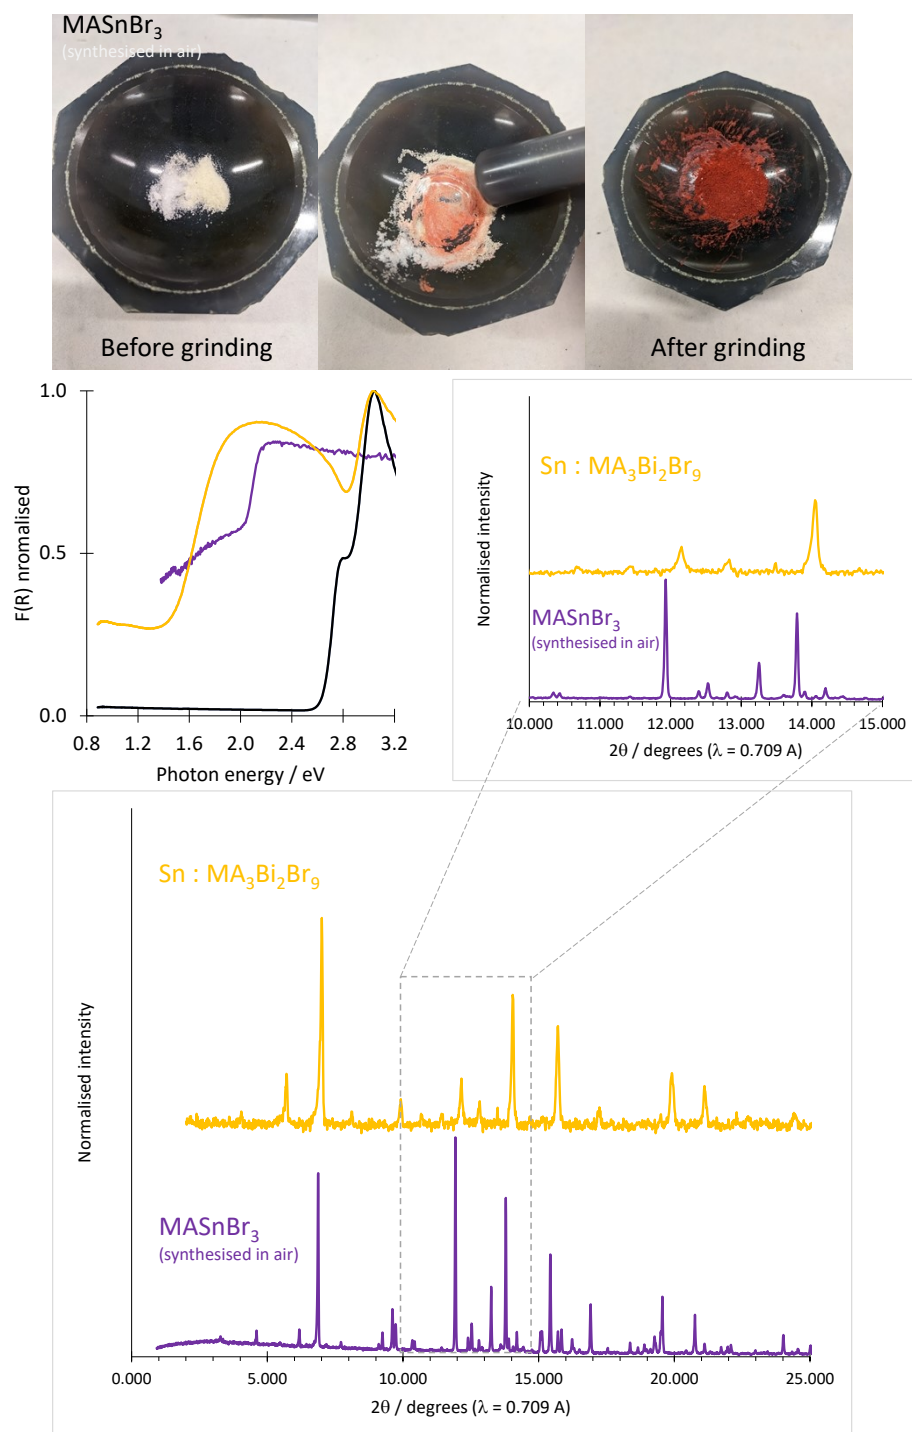 MASnBr₃
(synthesised in air)
Before grinding
After grinding
1.0
0.5
0.0
F(R) nromalised
0.8 1.2 1.6 2.0 2.4 2.8 3.2
Photon energy / eV
Normalised intensity
Sn : MA₃Bi₂Br₉
MASnBr₃
(synthesised in air)
10.000 11.000 12.000 13.000 14.000 15.000
2θ / degrees (λ = 0.709 A)
Normalised intensity
Sn : MA₃Bi₂Br₉
MASnBr₃
(synthesised in air)
0.000 5.000 10.000 15.000 20.000 25.000
2θ / degrees (λ = 0.709 A)